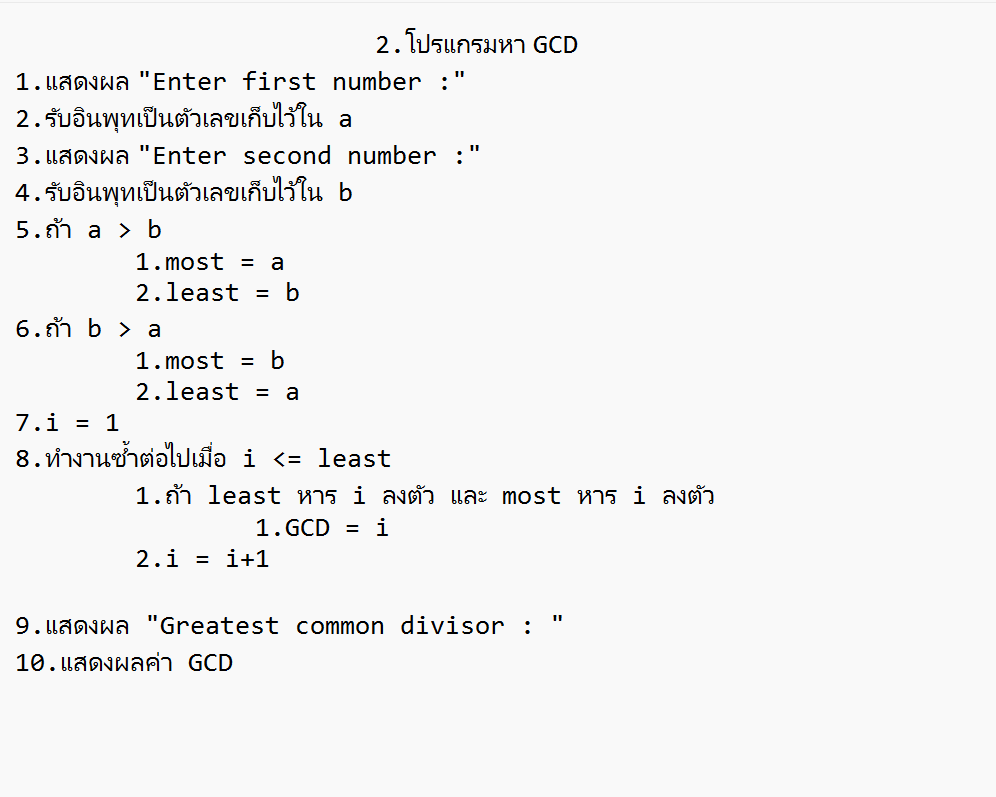 2.โปรแกรมหา GCD
1.แสดงผล "Enter first number :"
2.รับอินพุทเป็นตัวเลขเก็บไว้ใน a
3.แสดงผล "Enter second number :"
4.รับอินพุทเป็นตัวเลขเก็บไว้ใน b
5.ถ้า a > b
1.most = a
2.least = b
6.ถ้า b > a
1.most = b
2.least = a
7.i = 1
8.ทำงานซ้ำต่อไปเมื่อ i <= least
1.ถ้า least หาร i ลงตัว และ most หาร i ลงตัว
1.GCD = i
2.i = i+1
9.แสดงผล "Greatest common divisor : "
10.แสดงผลค่า GCD